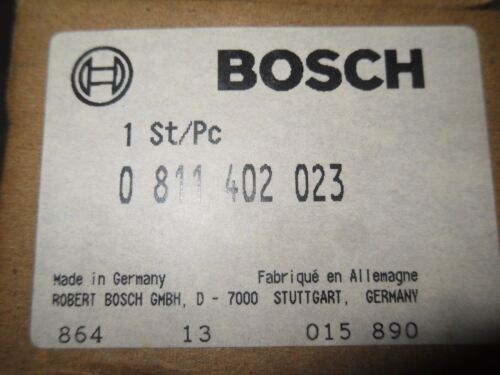 BOSCH
1 St/Pc
0 811 402 023
Made in Germany Fabriqué en Allemagne
ROBERT BOSCH GMBH, D - 7000 STUTTGART, GERMANY
864 13 015 890